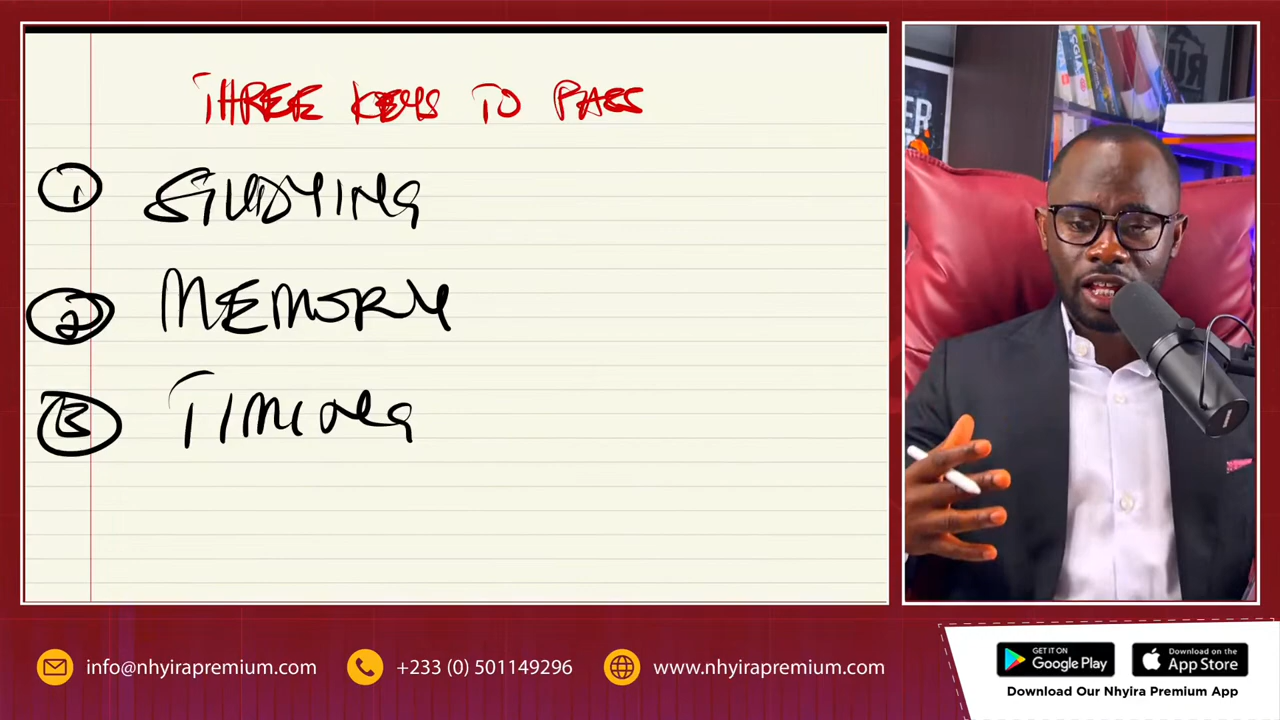 THREE KEYS TO PASS
1 STUDYING
2 MEMORY
3 TIMING
info@nhyirapremium.com
+233 (0) 501149296
www.nhyirapremium.com
GET IT ON
Google Play
Download on the
App Store
Download Our Nhyira Premium App